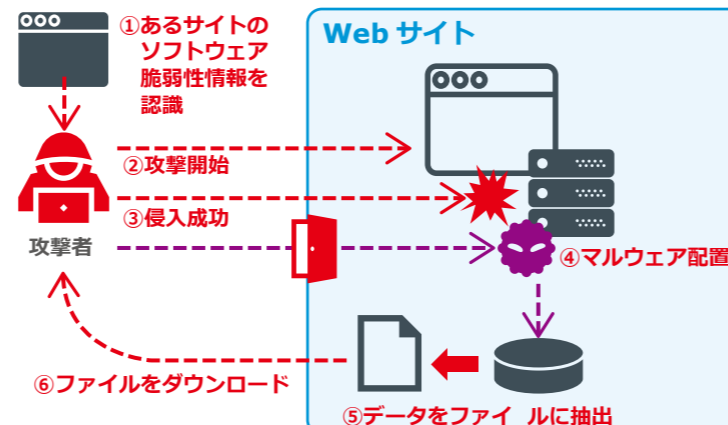 ①あるサイトの
ソフトウェア
脆弱性情報を
認識
Web サイト
②攻撃開始
③侵入成功
攻撃者
④マルウェア配置
⑥ファイルをダウンロード
⑤データをファイ ルに抽出